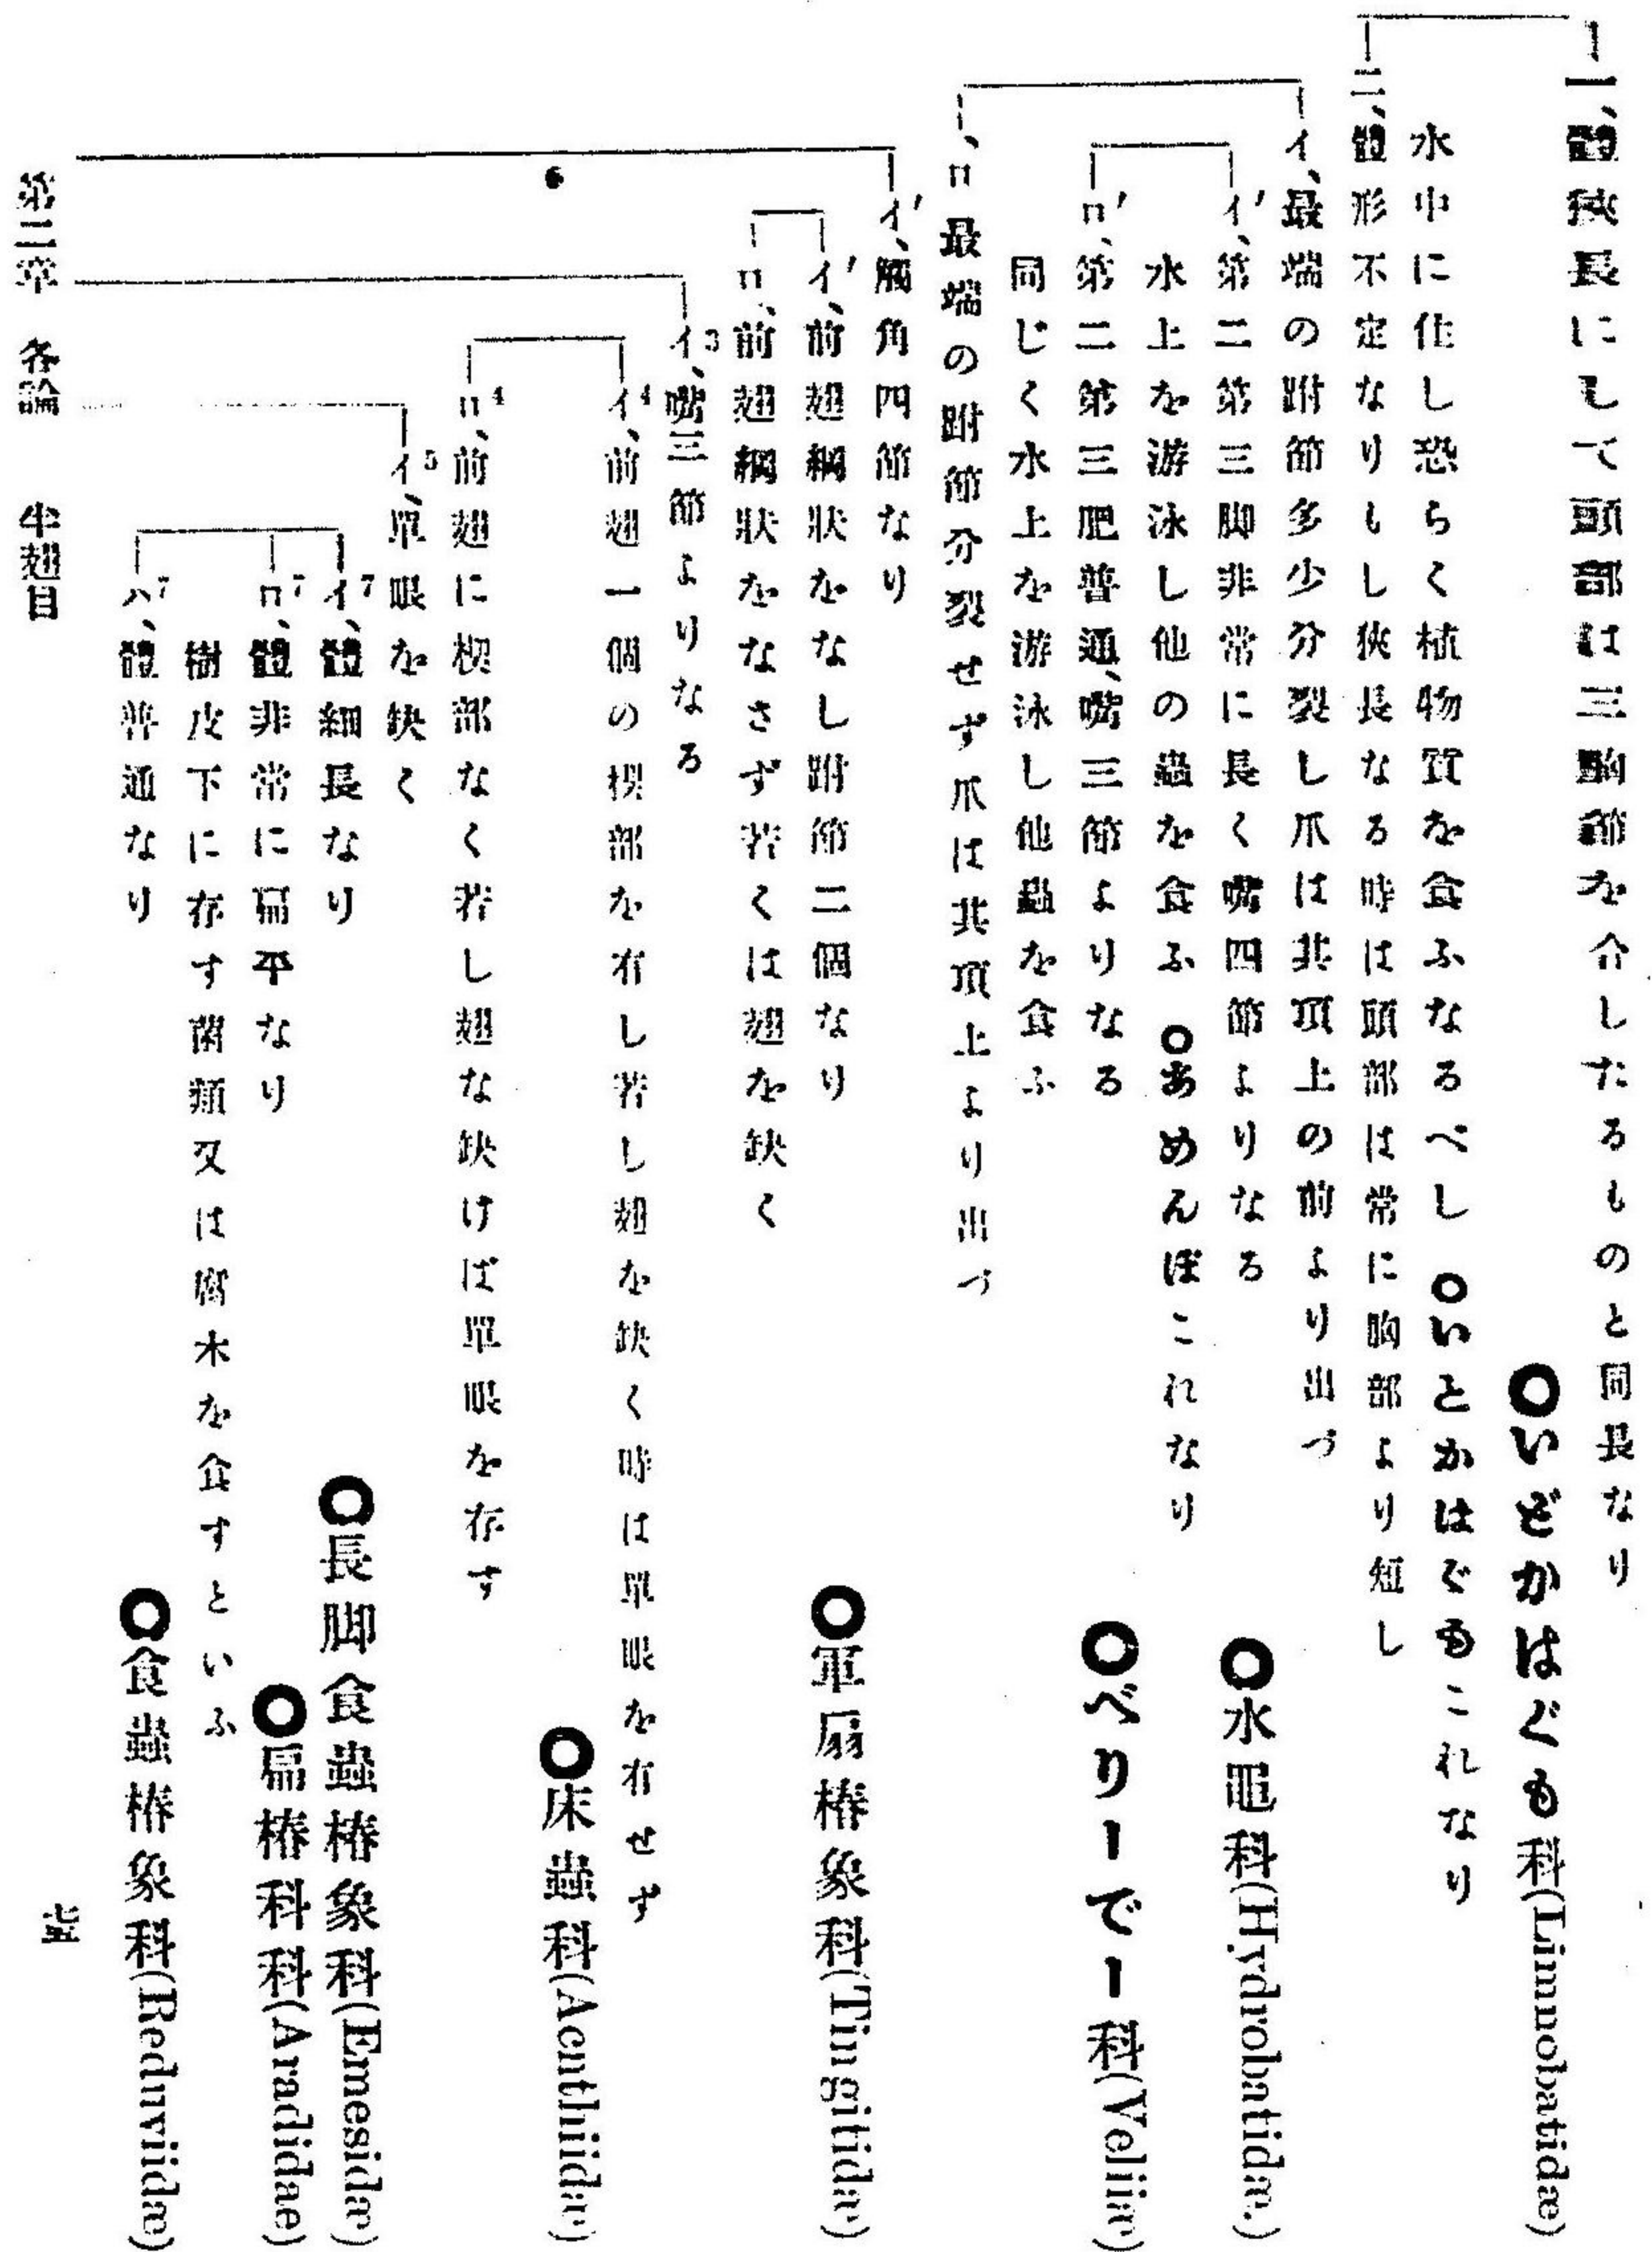 一、體狹長にして頭部は三胸節を合したるものと同長なり
○いとかはぐも科(Limnobatidæ)
水中に住し恐らく植物質を食ふなるべし ○いとかはぐもこれなり
二、體形不定なりもし狹長なる時は頭部は常に胸部より短し
イ、最端の跗節多少分裂し爪は其頂上の前より出づ
イ′、第二第三脚非常に長く嘴四節よりなる
○水黽科(Hydrobatidæ.)
水上を游泳し他の蟲を食ふ ○あめんぼこれなり
ロ′、第二第三肥普通、嘴三節よりなる
○べりーでー科(Veliiæ)
同じく水上を游泳し他蟲を食ふ
、ロ最端の跗節分裂せず爪は其頂上より出づ
イ′、觸角四節なり
イ′、前翅綱狀をなし跗節二個なり
○軍扇椿象科(Tingitidæ)
ロ、前翅綱狀をなさず若くは翅を缺く
イ3、嘴三節よりなる
イ4、前翅一個の楔部を有し若し翅を缺く時は單眼を有せず
○床蟲科(Acnthiidæ)
ロ4、前翅に楔部なく若し翅な缺けば單眼を存す
イ5、單眼を缺く
イ7、體細長なり
○長脚食蟲椿象科(Emesidæ)
ロ7、體非常に扁平なり
○扁椿科科(Aradidae)
樹皮下に存す菌類又は腐木を食すといふ
ハ7、體普通なり
○食蟲椿象科(Reduviidæ)
第二章 各論 半翅目
七五